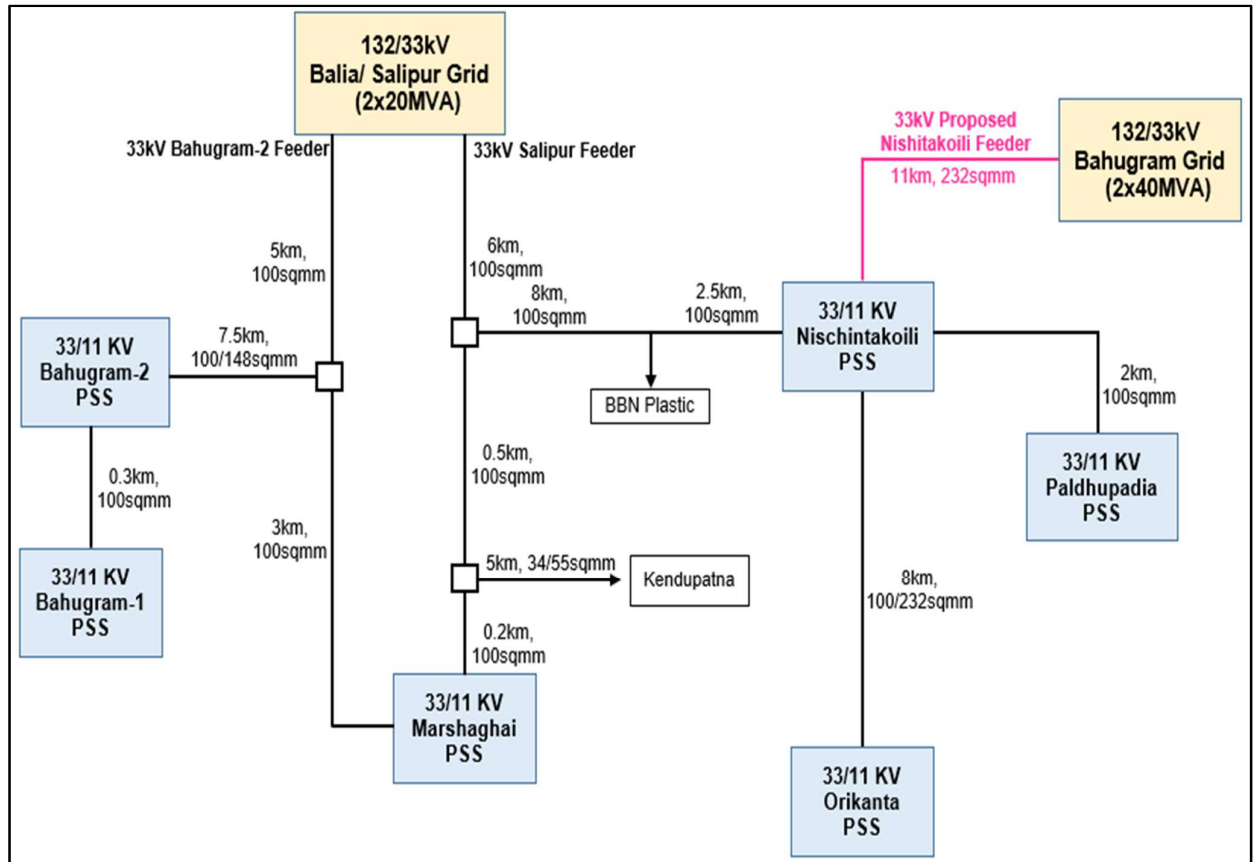 132/33kV
Balia/ Salipur Grid
(2x20MVA)
33kV Bahugram-2 Feeder
33kV Salipur Feeder
33kV Proposed
Nishitakoili Feeder
11km, 232sqmm
132/33kV
Bahugram Grid
(2x40MVA)
5km,
100sqmm
6km,
100sqmm
8km,
100sqmm
2.5km,
100sqmm
33/11 KV
Nischintakoili
PSS
33/11 KV
Bahugram-2
PSS
7.5km,
100/148sqmm
BBN Plastic
2km,
100sqmm
0.3km,
100sqmm
0.5km,
100sqmm
33/11 KV
Paldhupadia
PSS
3km,
100sqmm
33/11 KV
Bahugram-1
PSS
5km, 34/55sqmm
Kendupatna
8km,
100/232sqmm
0.2km,
100sqmm
33/11 KV
Marshaghai
PSS
33/11 KV
Orikanta
PSS